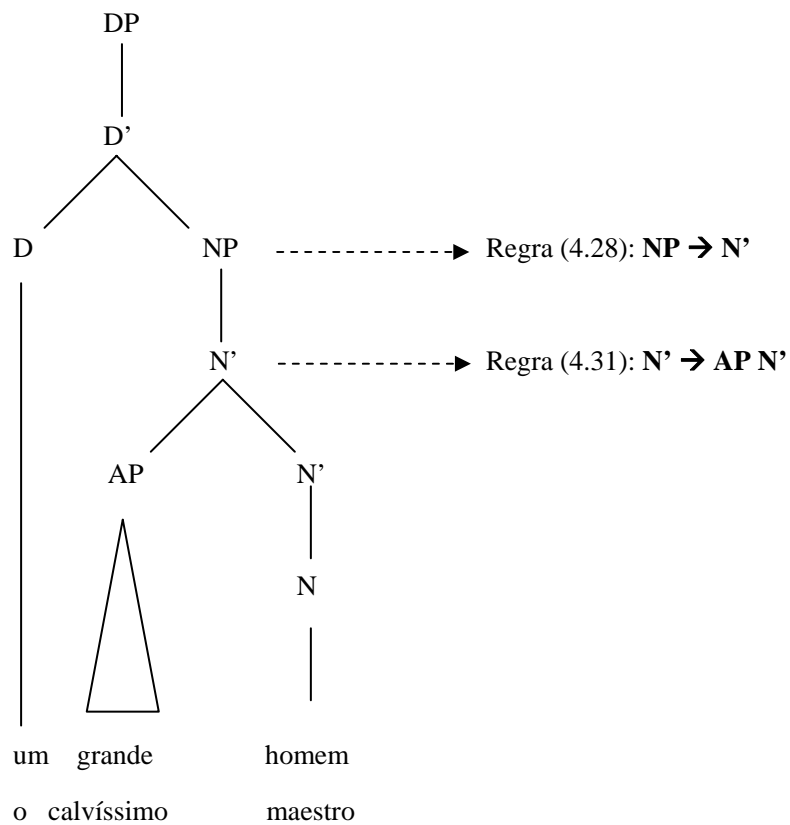 DP
D’
D NP Regra (4.28): NP → N’
N’ Regra (4.31): N’ → AP N’
AP N’
N
um grande homem
o calvíssimo maestro